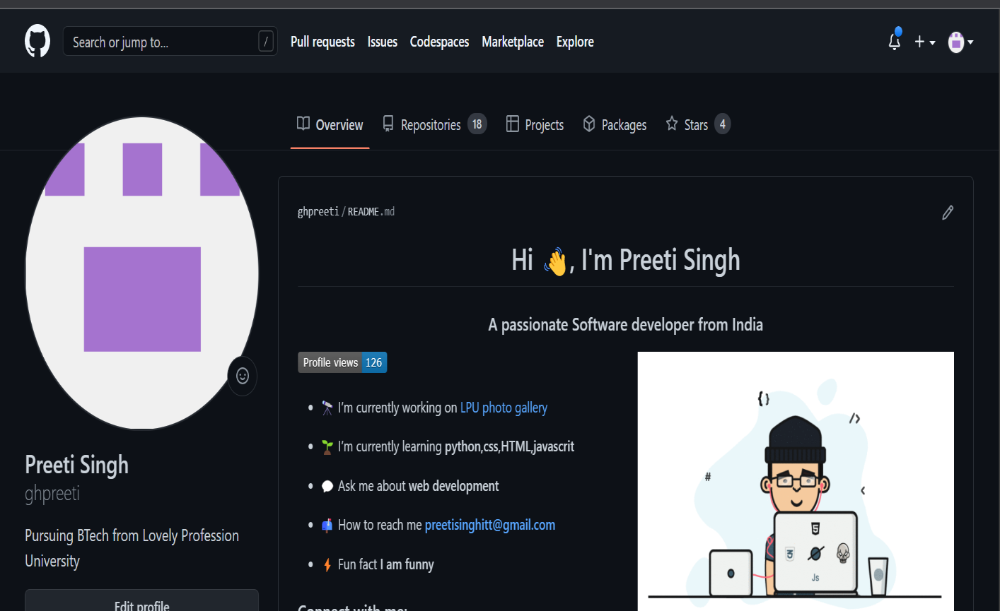 Search or jump to... /
Pull requests Issues Codespaces Marketplace Explore
Overview Repositories 18 Projects Packages Stars 4
ghpreeti/README.md
Hi 👋, I'm Preeti Singh
A passionate Software developer from India
Profile views 126
🔭 I’m currently working on LPU photo gallery
🌱 I’m currently learning python,css,HTML,javascrit
💬 Ask me about web development
📫 How to reach me preetisinghitt@gmail.com
⚡ Fun fact I am funny
Connect with me:
{}
/>
#
<
5
Js
Preeti Singh
ghpreeti
Pursuing BTech from Lovely Profession
University
Edit profile